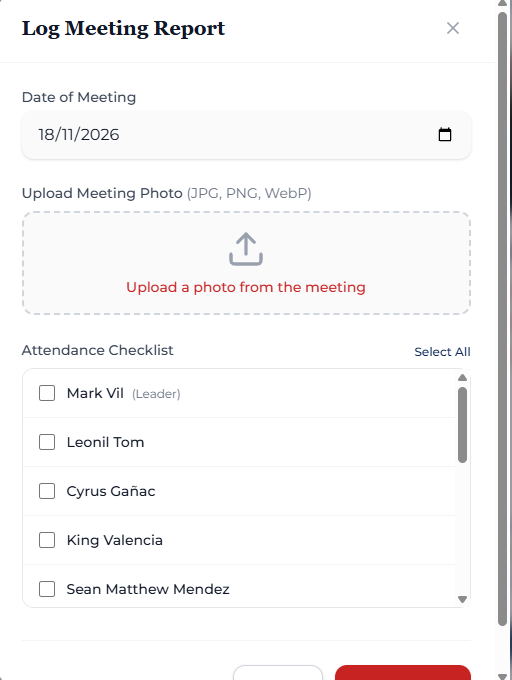 Log Meeting Report
Date of Meeting
18/11/2026
Upload Meeting Photo (JPG, PNG, WebP)
Upload a photo from the meeting
Attendance Checklist
Select All
Mark Vil (Leader)
Leonil Tom
Cyrus Gañac
King Valencia
Sean Matthew Mendez